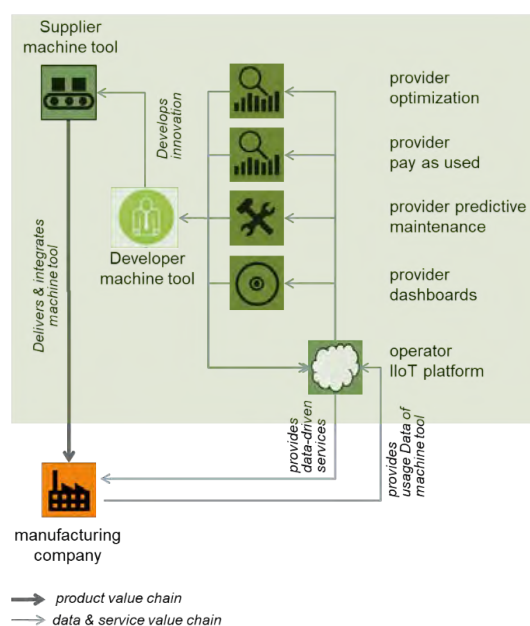 Supplier
machine tool
Develops
innovation
provider
optimization
provider
pay as used
provider predictive
maintenance
provider
dashboards
Developer
machine tool
Delivers & integrates
machine tool
operator
IIoT platform
provides
data-driven
services
provides
usage Data of
machine tool
manufacturing
company
product value chain
data & service value chain